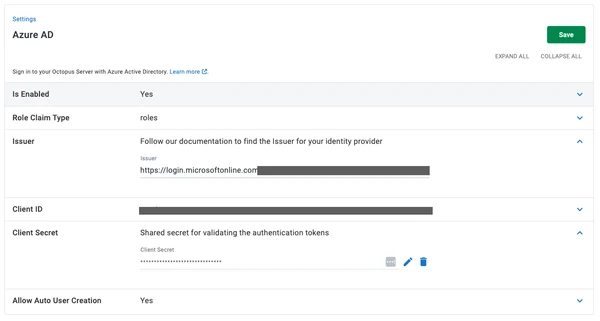 Settings
Azure AD
Save
EXPAND ALL COLLAPSE ALL
Sign in to your Octopus Server with Azure Active Directory. Learn more
Is Enabled Yes
Role Claim Type roles
Issuer Follow our documentation to find the Issuer for your identity provider
Issuer
https://login.microsoftonline.com
Client ID
Client Secret Shared secret for validating the authentication tokens
Client Secret
******************************
Allow Auto User Creation Yes